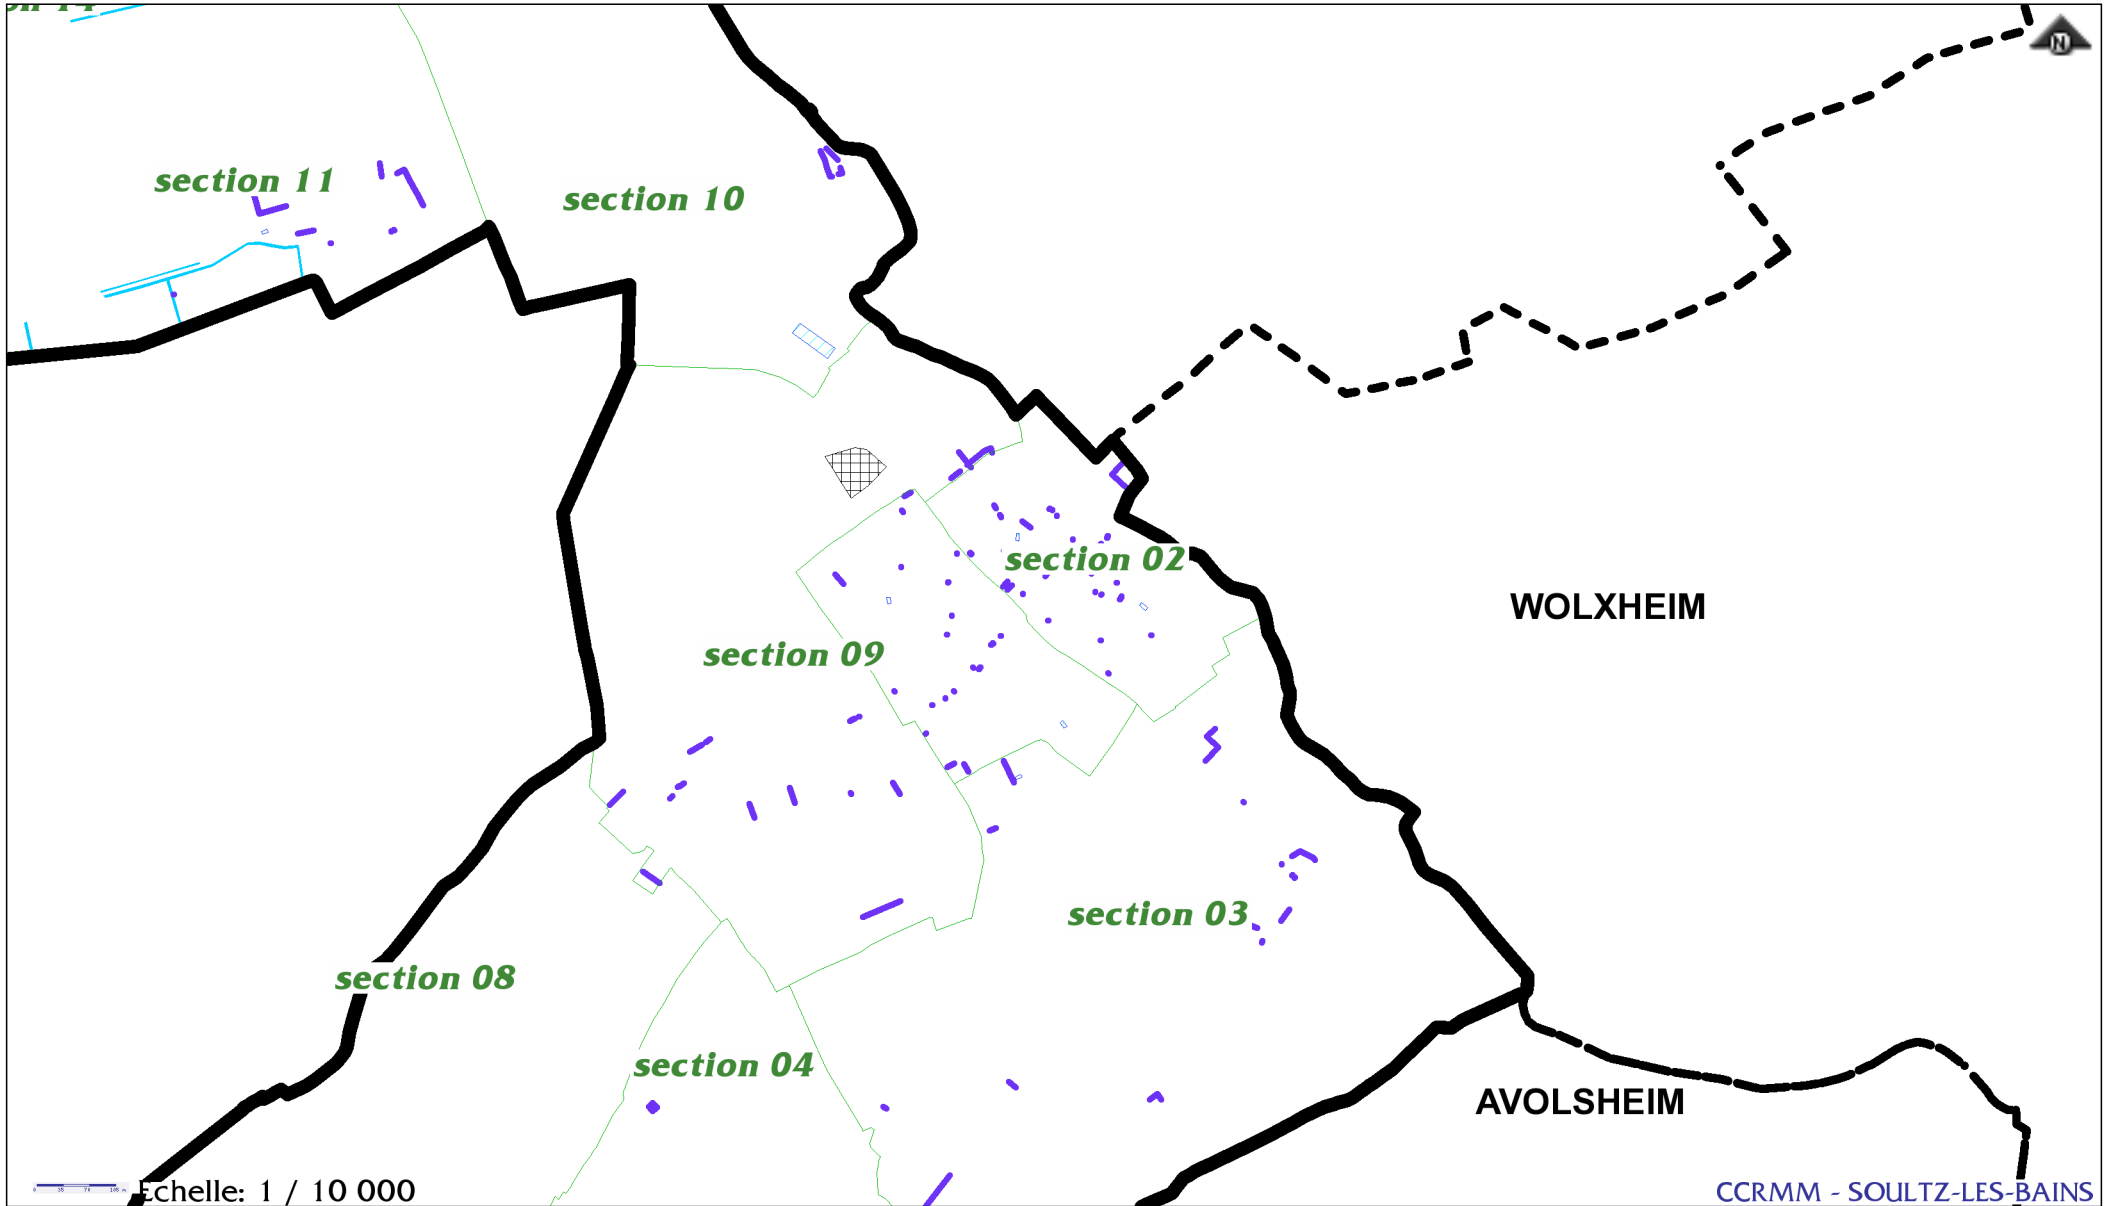 section 11
section 10
section 02
WOLXHEIM
section 09
section 03
section 08
section 04
AVOLSHEIM
Echelle: 1 / 10 000
CCRMM - SOULTZ-LES-BAINS
N